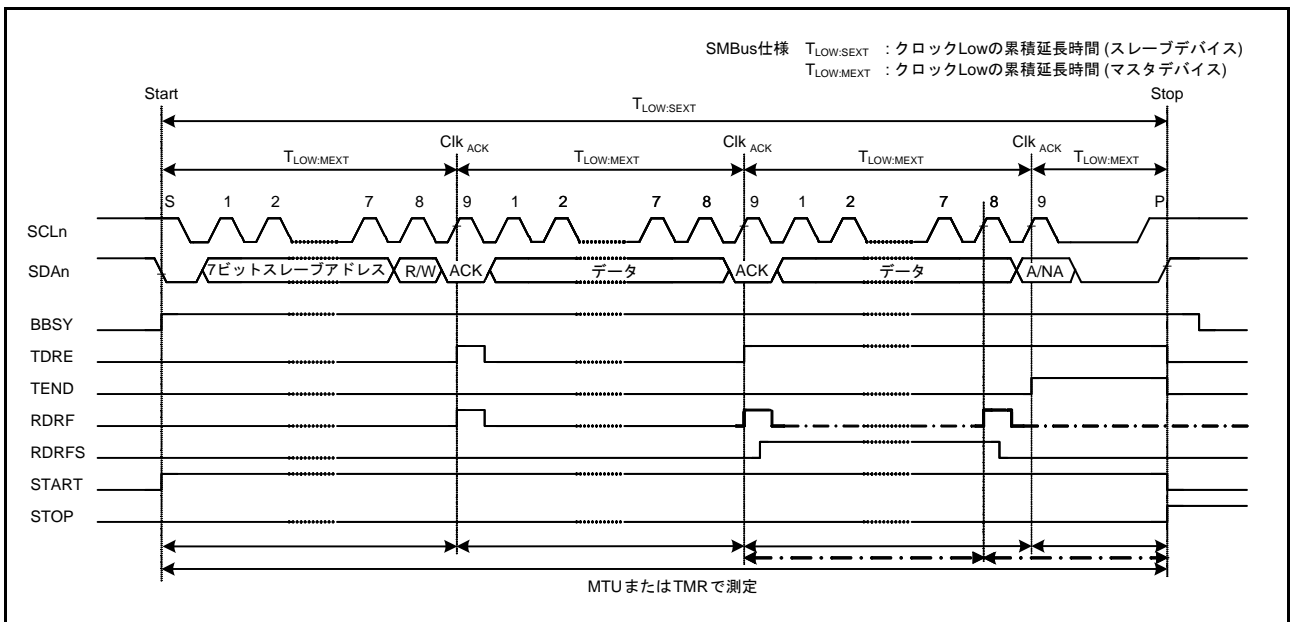 SMBus仕様 TLOW:SEXT : クロックLowの累積延長時間 (スレーブデバイス)
TLOW:MEXT : クロックLowの累積延長時間 (マスタデバイス)
Start Stop
TLOW:SEXT
Clk ACK Clk ACK Clk ACK
TLOW:MEXT TLOW:MEXT TLOW:MEXT TLOW:MEXT
S 1 2 7 8 9 1 2 7 8 9 1 2 7 8 9 P
SCLn
SDAn 7ビットスレーブアドレス R/W ACK データ ACK データ A/NA
BBSY
TDRE
TEND
RDRF
RDRFS
START
STOP
MTUまたはTMRで測定